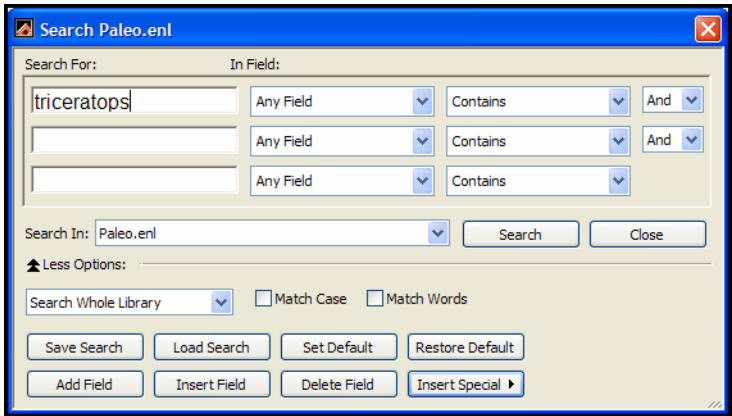 Search Paleo.enl
Search For: In Field:
triceratops Any Field Contains And
Any Field Contains And
Any Field Contains
Search In: Paleo.enl Search Close
Less Options:
Search Whole Library Match Case Match Words
Save Search Load Search Set Default Restore Default
Add Field Insert Field Delete Field Insert Special